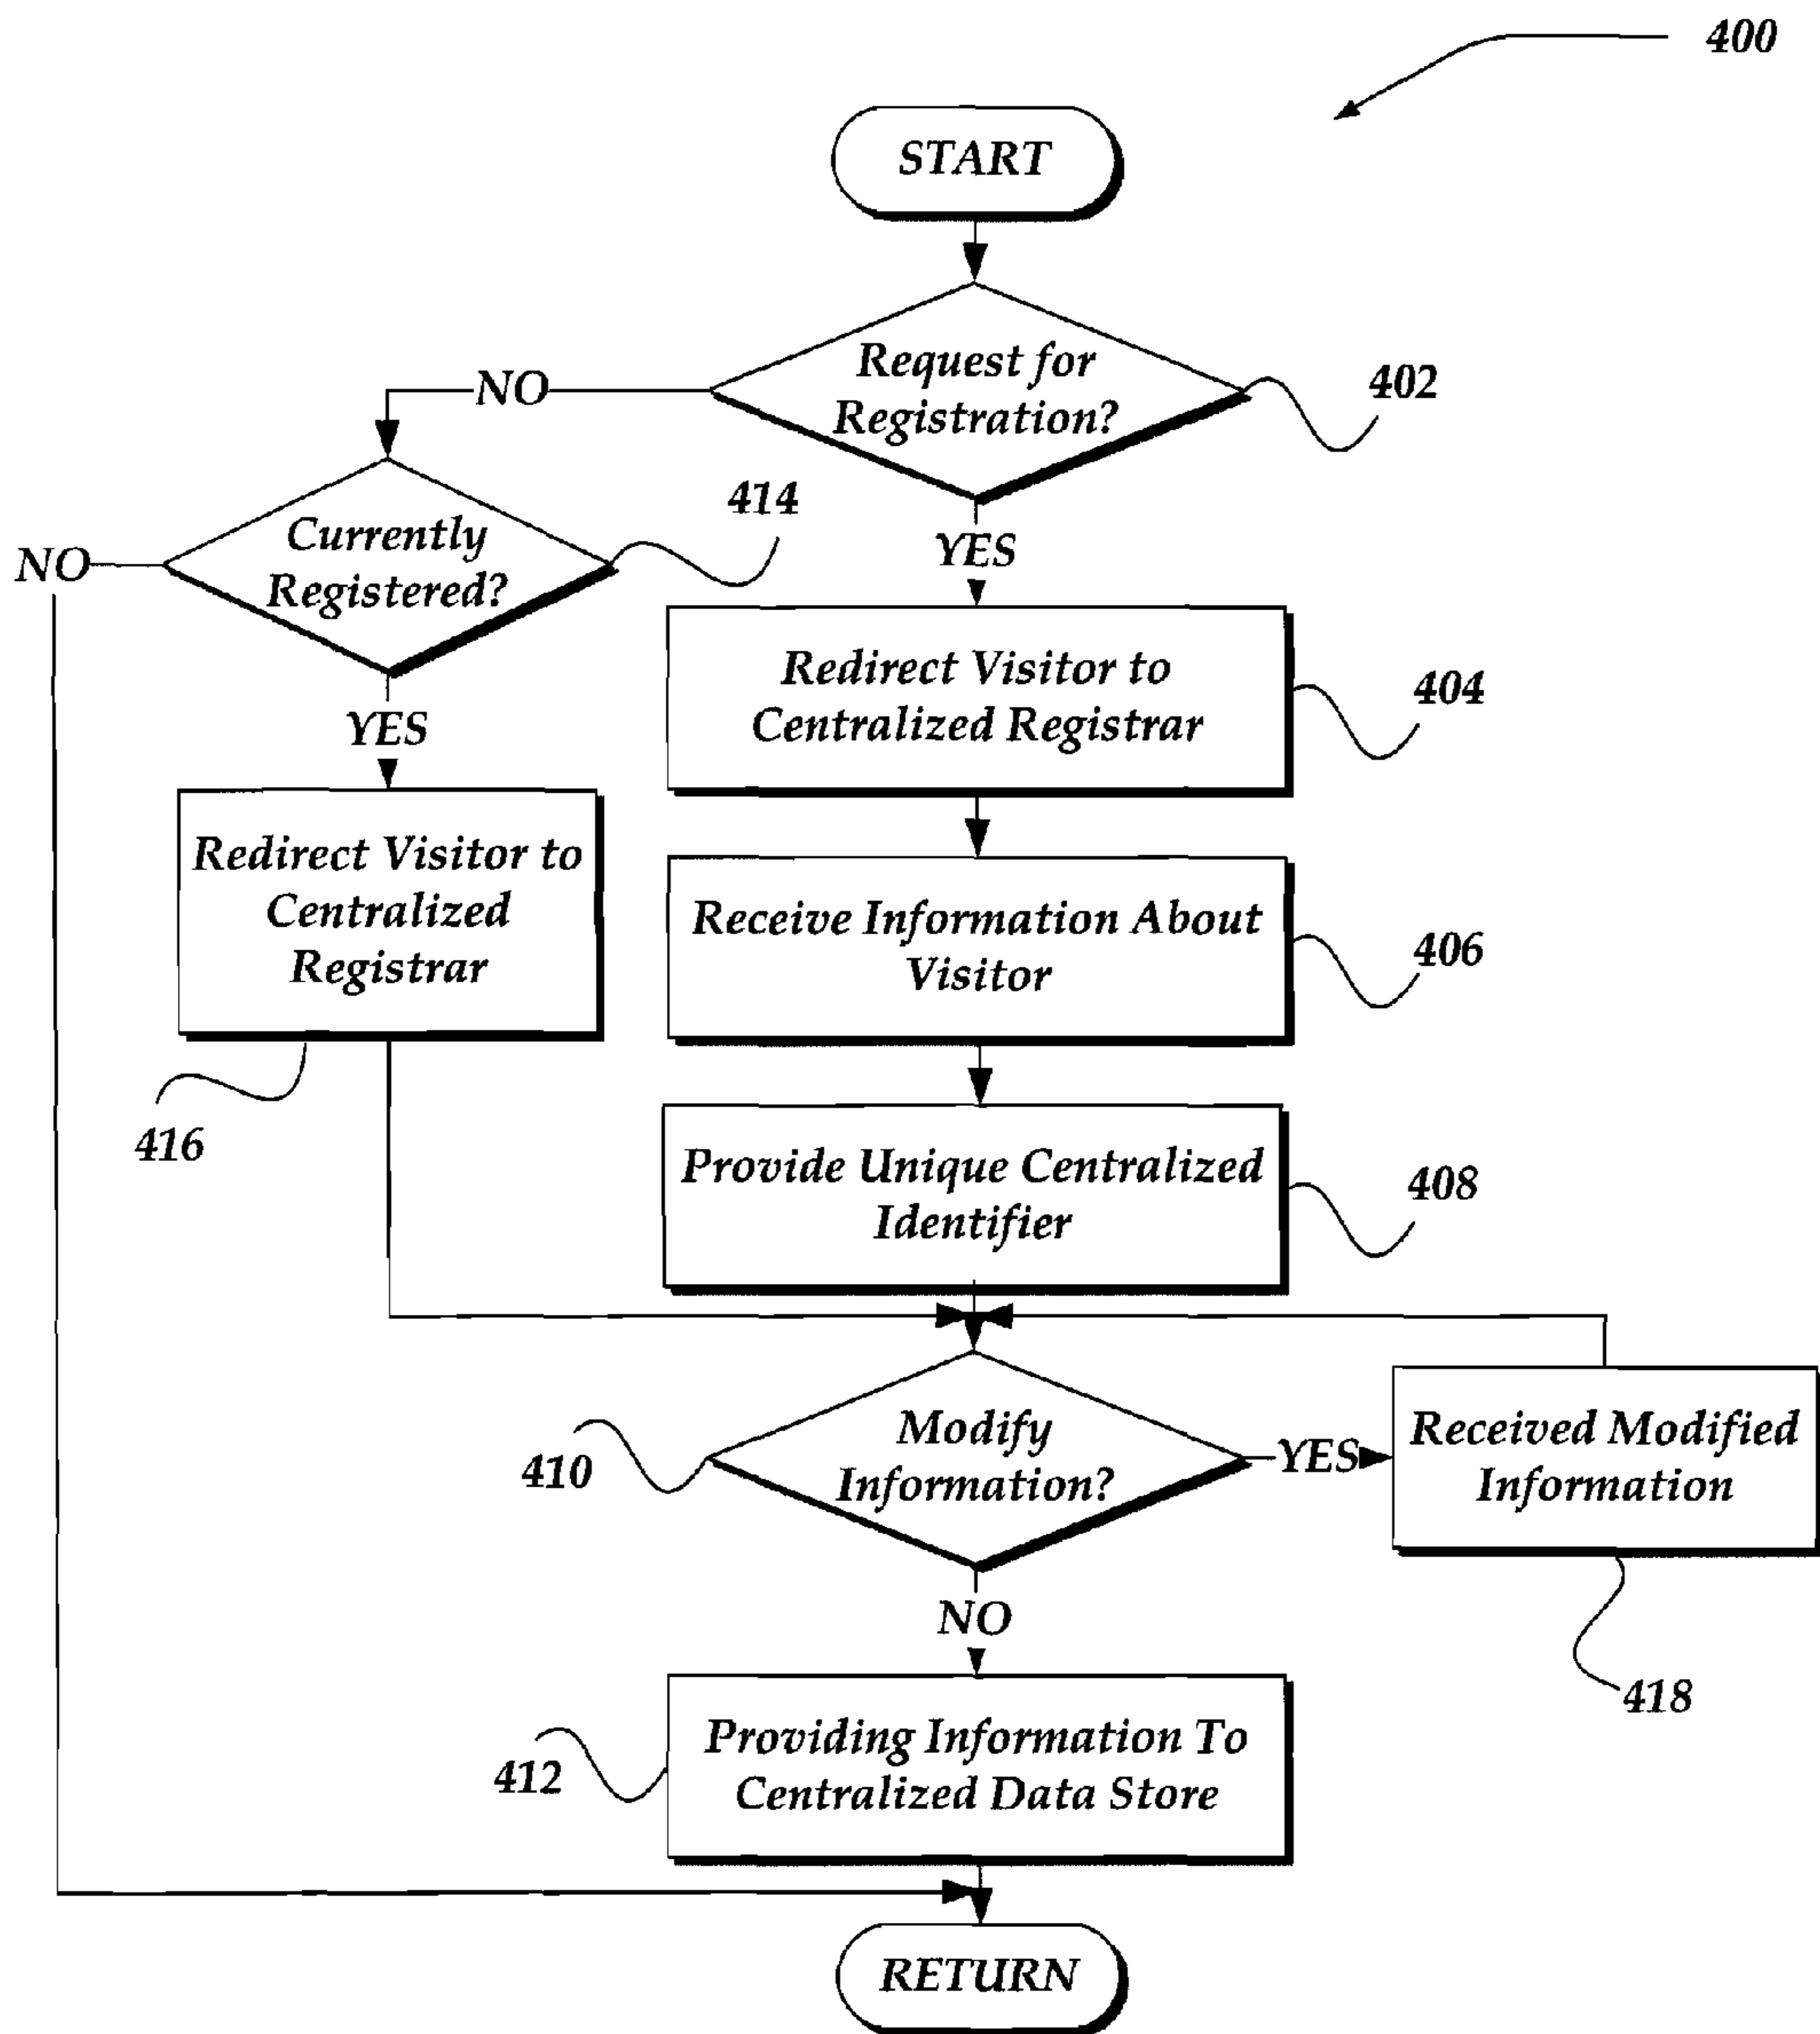 400
START
Request for
Registration?
402
NO
Currently
Registered?
414
NO
YES
YES
Redirect Visitor to
Centralized Registrar
404
Redirect Visitor to
Centralized
Registrar
416
Receive Information About
Visitor
406
Provide Unique Centralized
Identifier
408
Modify
Information?
410
YES
Received Modified
Information
418
NO
Providing Information To
Centralized Data Store
412
RETURN